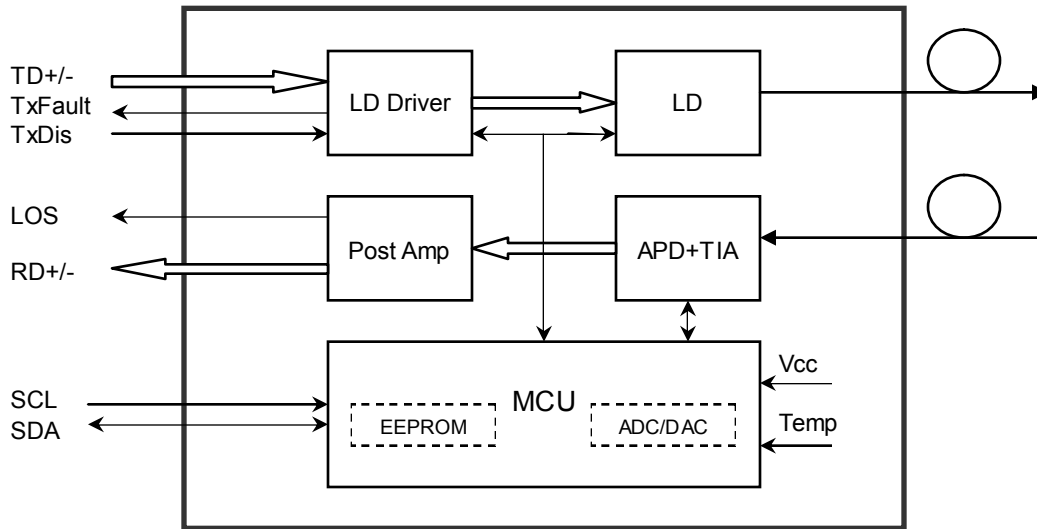 TD+/-
TxFault
TxDis
LD Driver
LD
LOS
RD+/-
Post Amp
APD+TIA
SCL
SDA
MCU
EEPROM
ADC/DAC
Vcc
Temp